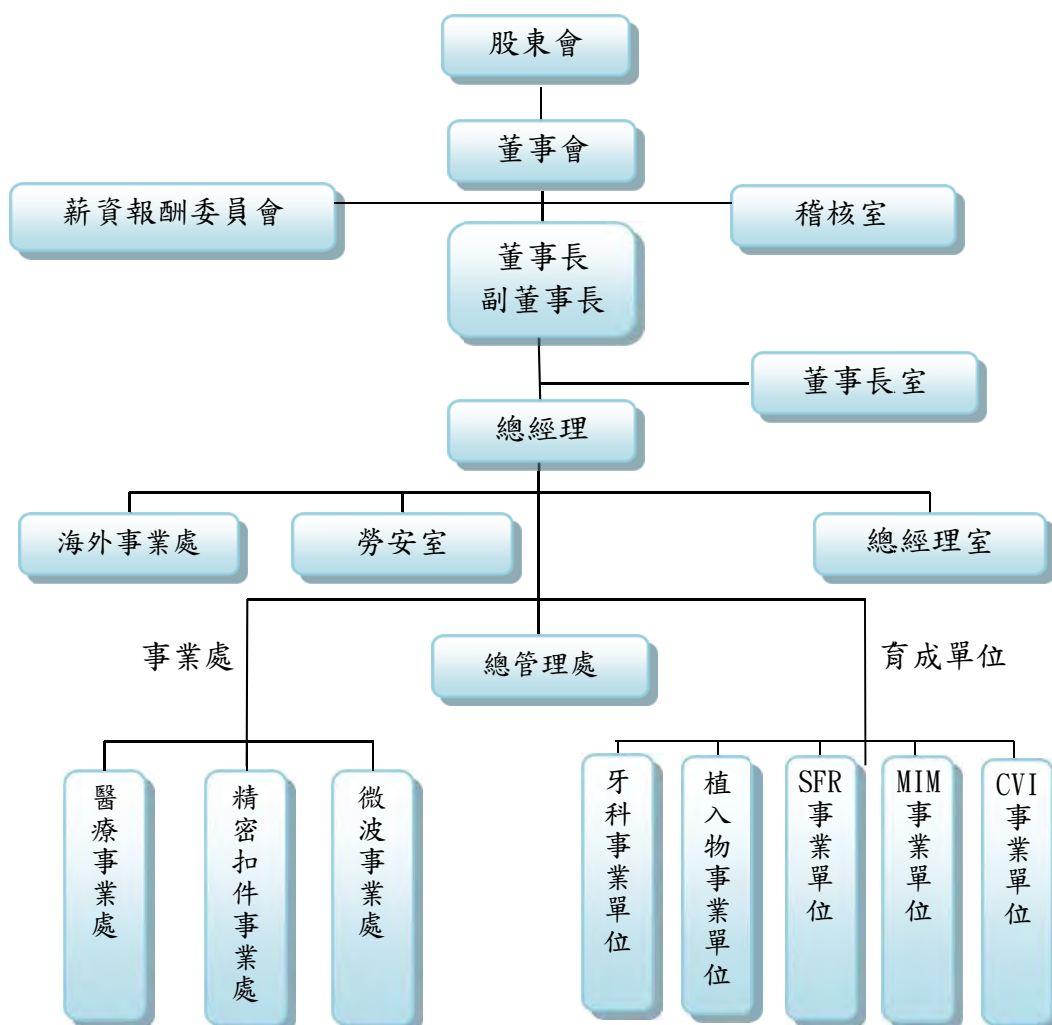 股東會
董事會
薪資報酬委員會
稽核室
董事長
副董事長
董事長室
總經理
海外事業處
勞安室
總經理室
事業處
總管理處
育成單位
醫療事業處
精密扣件事業處
微波事業處
牙科事業單位
植入物事業單位
SFR事業單位
MIM事業單位
CVI事業單位